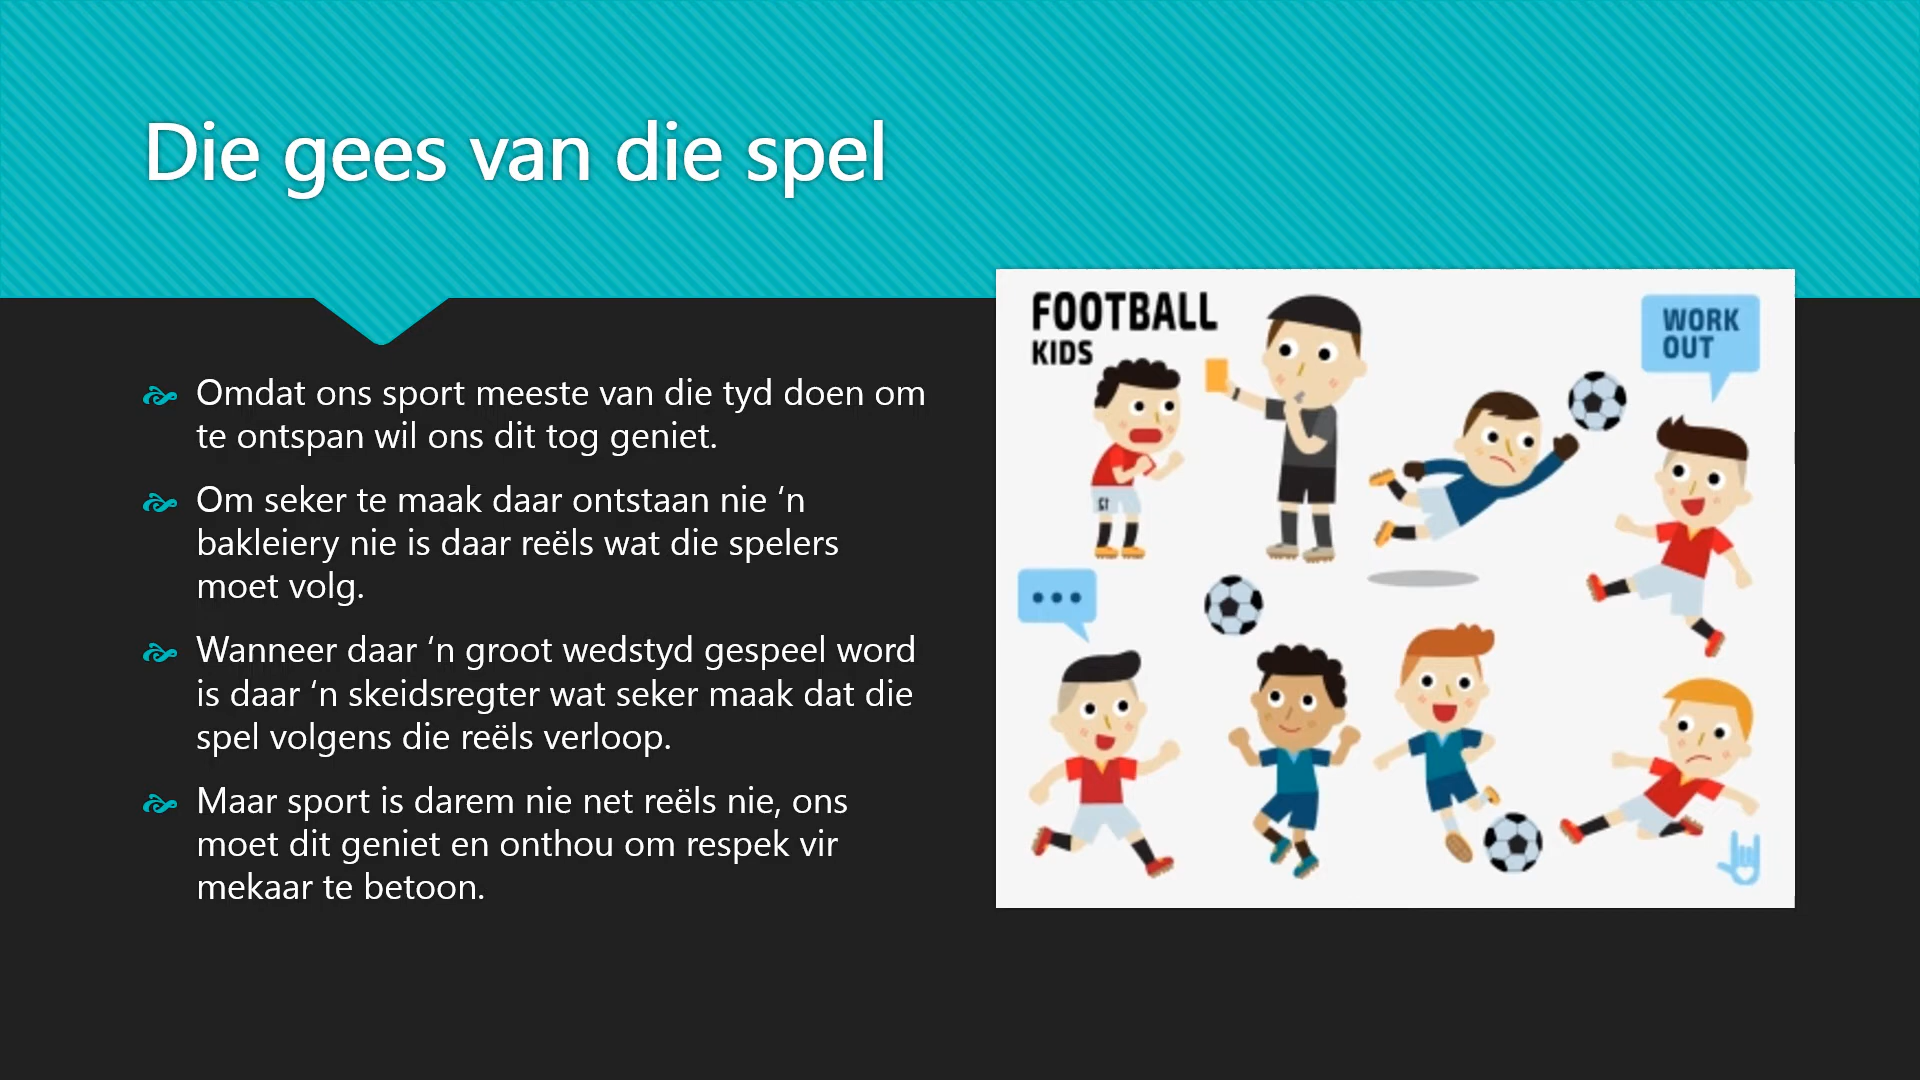 Die gees van die spel
Omdat ons sport meeste van die tyd doen om
te ontspan wil ons dit tog geniet.
Om seker te maak daar ontstaan nie ‘n
bakleiery nie is daar reëls wat die spelers
moet volg.
Wanneer daar ‘n groot wedstyd gespeel word
is daar ‘n skeidsregter wat seker maak dat die
spel volgens die reëls verloop.
Maar sport is darem nie net reëls nie, ons
moet dit geniet en onthou om respek vir
mekaar te betoon.
FOOTBALL
KIDS
WORK
OUT